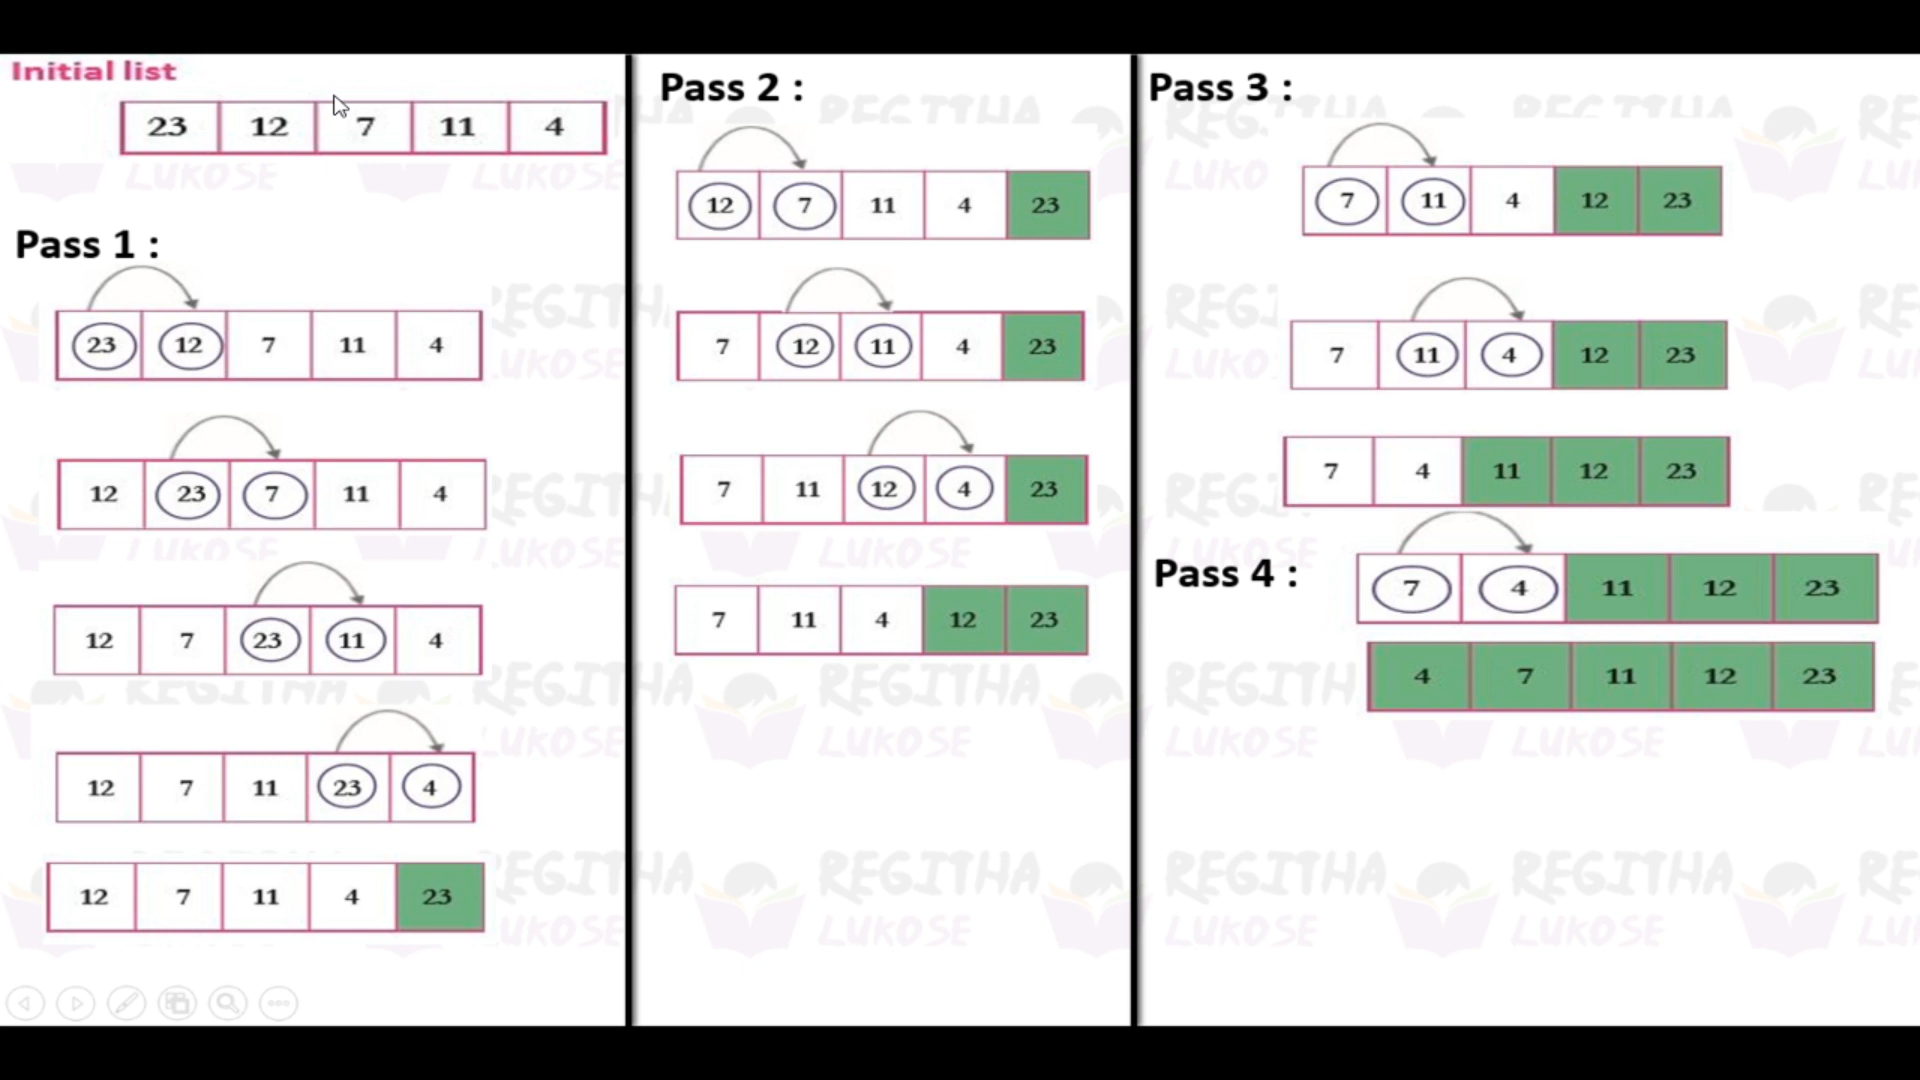 Initial list
23 12 7 11 4
Pass 1 :
23 12 7 11 4
12 23 7 11 4
12 7 23 11 4
12 7 11 23 4
12 7 11 4 23
Pass 2 :
12 7 11 4 23
7 12 11 4 23
7 11 12 4 23
7 11 4 12 23
Pass 3 :
7 11 4 12 23
7 11 4 12 23
7 4 11 12 23
Pass 4 :
7 4 11 12 23
4 7 11 12 23
REGITHA
LUKOSE